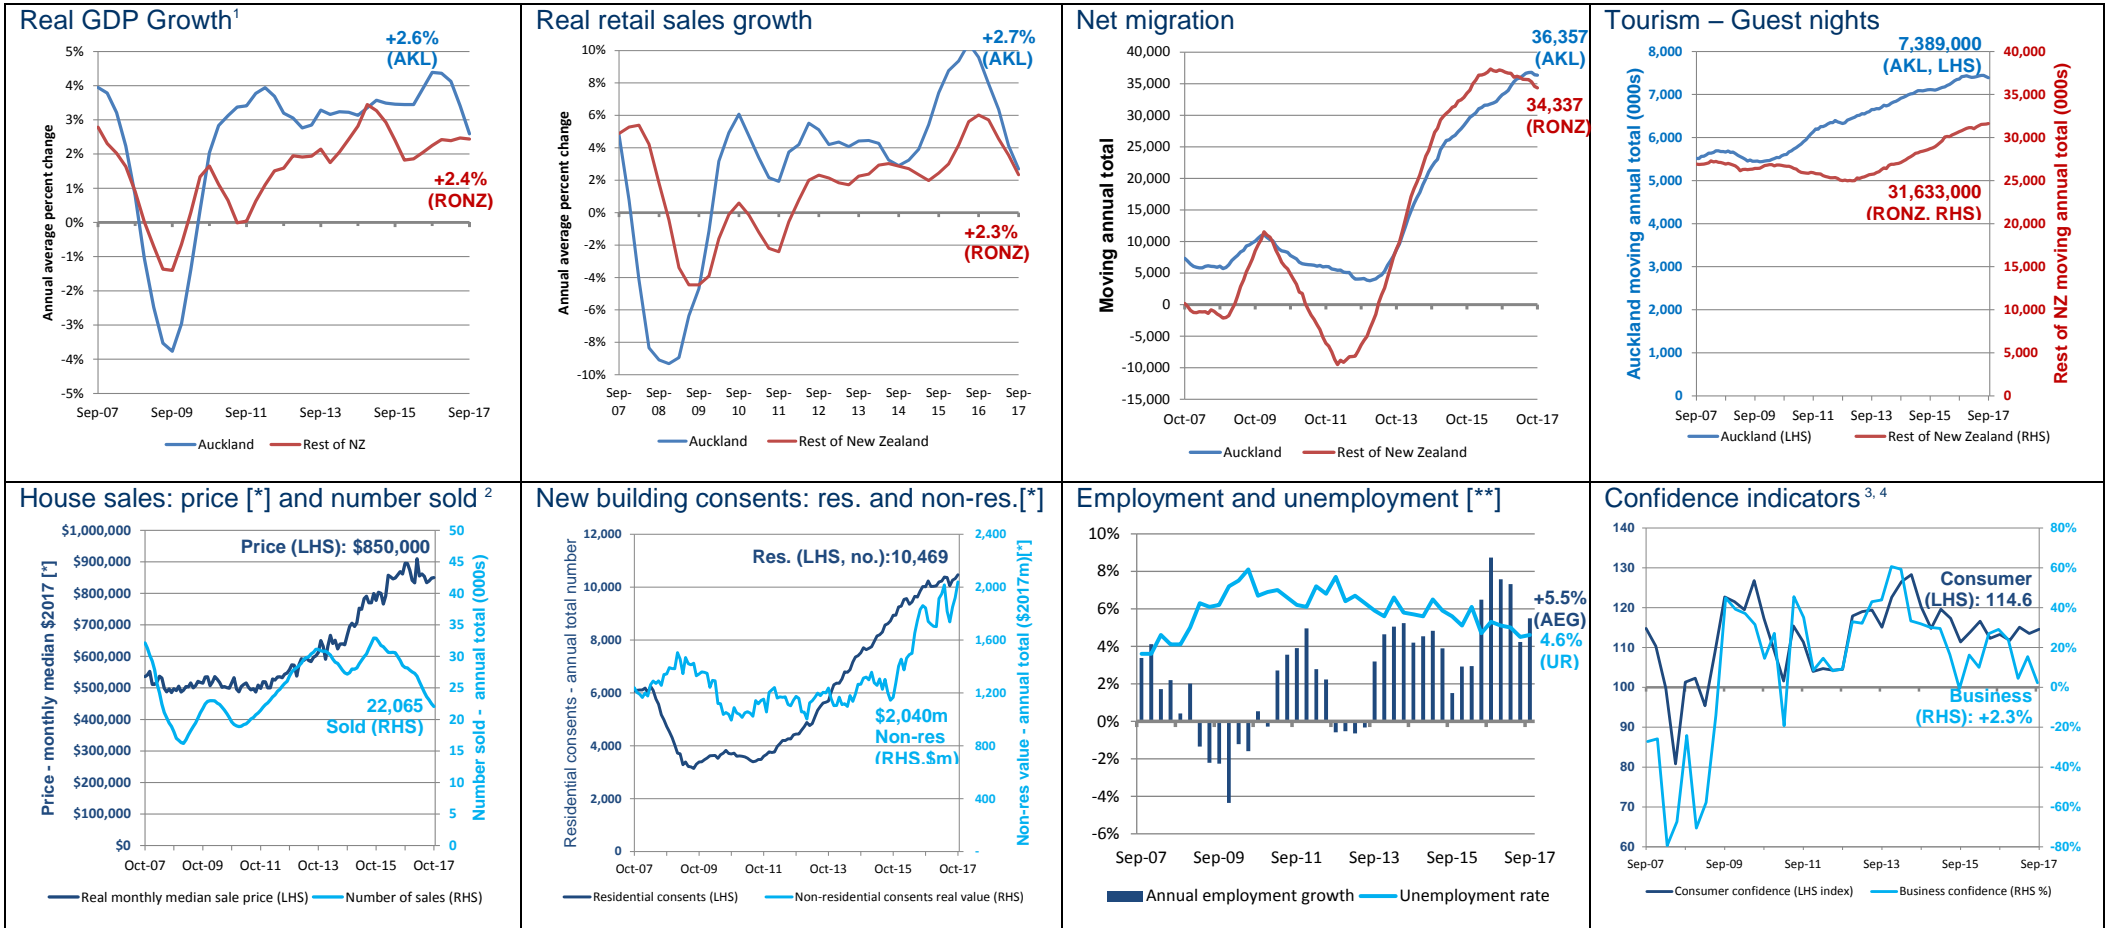 Real GDP Growth1
+2.6%
(AKL)
5%
4%
3%
2%
1%
0%
-1%
-2%
-3%
-4%
-5%
Annual average percent change
+2.4%
(RONZ)
Sep-07 Sep-09 Sep-11 Sep-13 Sep-15 Sep-17
Auckland Rest of NZ
Real retail sales growth
+2.7%
(AKL)
10%
8%
6%
4%
2%
0%
-2%
-4%
-6%
-8%
-10%
Annual average percent change
+2.3%
(RONZ)
Sep- Sep- Sep- Sep- Sep- Sep- Sep- Sep- Sep- Sep- Sep-
07 08 09 10 11 12 13 14 15 16 17
Auckland Rest of New Zealand
Net migration
36,357
(AKL)
40,000
35,000
30,000
25,000
20,000
15,000
10,000
5,000
0
-5,000
-10,000
-15,000
Moving annual total
34,337
(RONZ)
Oct-07 Oct-09 Oct-11 Oct-13 Oct-15 Oct-17
Auckland Rest of New Zealand
Tourism – Guest nights
7,389,000
(AKL, LHS)
8,000
7,000
6,000
5,000
4,000
3,000
2,000
1,000
0
Auckland moving annual total (000s)
40,000
35,000
30,000
25,000
20,000
15,000
10,000
5,000
0
Rest of NZ moving annual total (000s)
31,633,000
(RONZ, RHS)
Sep-07 Sep-09 Sep-11 Sep-13 Sep-15 Sep-17
Auckland (LHS) Rest of New Zealand (RHS)
House sales: price [*] and number sold 2
$1,000,000
$900,000
$800,000
$700,000
$600,000
$500,000
$400,000
$300,000
$200,000
$100,000
$0
Price - monthly median $2017 [*]
Price (LHS): $850,000
22,065
Sold (RHS)
50
45
40
35
30
25
20
15
10
5
0
Number sold - annual total (000s)
Oct-07 Oct-09 Oct-11 Oct-13 Oct-15 Oct-17
Real monthly median sale price (LHS) Number of sales (RHS)
New building consents: res. and non-res.[*]
12,000
10,000
8,000
6,000
4,000
2,000
0
Residential consents - annual total number
Res. (LHS, no.):10,469
$2,040m
Non-res
(RHS,$m)
2,400
2,000
1,600
1,200
800
400
-
Non-res value - annual total ($2017m)[*]
Oct-07 Oct-09 Oct-11 Oct-13 Oct-15 Oct-17
Residential consents (LHS) Non-residential consents real value (RHS)
Employment and unemployment [**]
10%
8%
6%
4%
2%
0%
-2%
-4%
-6%
+5.5%
(AEG)
4.6%
(UR)
Sep-07 Sep-09 Sep-11 Sep-13 Sep-15 Sep-17
Annual employment growth Unemployment rate
Confidence indicators 3, 4
140
130
120
110
100
90
80
70
60
Consumer
(LHS): 114.6
Business
(RHS): +2.3%
80%
60%
40%
20%
0%
-20%
-40%
-60%
-80%
Sep-07 Sep-09 Sep-11 Sep-13 Sep-15 Sep-17
Consumer confidence (LHS index) Business confidence (RHS %)